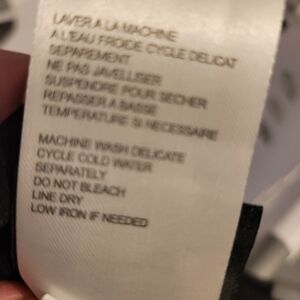 LAVER A LA MACHINE
A L'EAU FROIDE CYCLE DELICAT
SEPAREMENT
NE PAS JAVELLISER
SUSPENDRE POUR SECHER
REPASSER A BASSE
TEMPERATURE SI NECESSAIRE
MACHINE WASH DELICATE
CYCLE COLD WATER
SEPARATELY
DO NOT BLEACH
LINE DRY
LOW IRON IF NEEDED